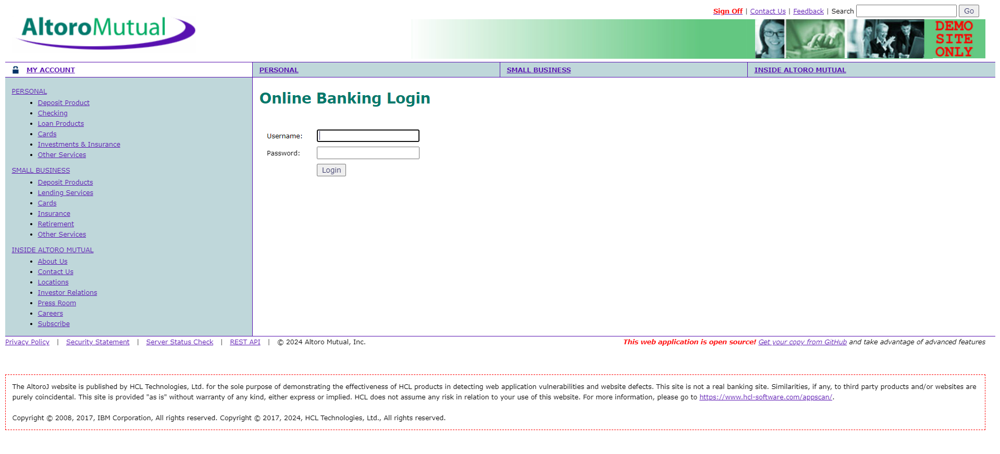 Sign Off | Contact Us | Feedback | Search Go
AltoroMutual
DEMO
SITE
ONLY
MY ACCOUNT
PERSONAL
SMALL BUSINESS
INSIDE ALTORO MUTUAL
PERSONAL
Deposit Product
Checking
Loan Products
Cards
Investments & Insurance
Other Services
SMALL BUSINESS
Deposit Products
Lending Services
Cards
Insurance
Retirement
Other Services
INSIDE ALTORO MUTUAL
About Us
Contact Us
Locations
Investor Relations
Press Room
Careers
Subscribe
Online Banking Login
Username:
Password:
Login
Privacy Policy | Security Statement | Server Status Check | REST API | © 2024 Altoro Mutual, Inc.
This web application is open source! Get your copy from GitHub and take advantage of advanced features
The AltoroJ website is published by HCL Technologies, Ltd. for the sole purpose of demonstrating the effectiveness of HCL products in detecting web application vulnerabilities and website defects. This site is not a real banking site. Similarities, if any, to third party products and/or websites are
purely coincidental. This site is provided "as is" without warranty of any kind, either express or implied. HCL does not assume any risk in relation to your use of this website. For more information, please go to https://www.hcl-software.com/appscan/.
Copyright © 2008, 2017, IBM Corporation, All rights reserved. Copyright © 2017, 2024, HCL Technologies, Ltd., All rights reserved.